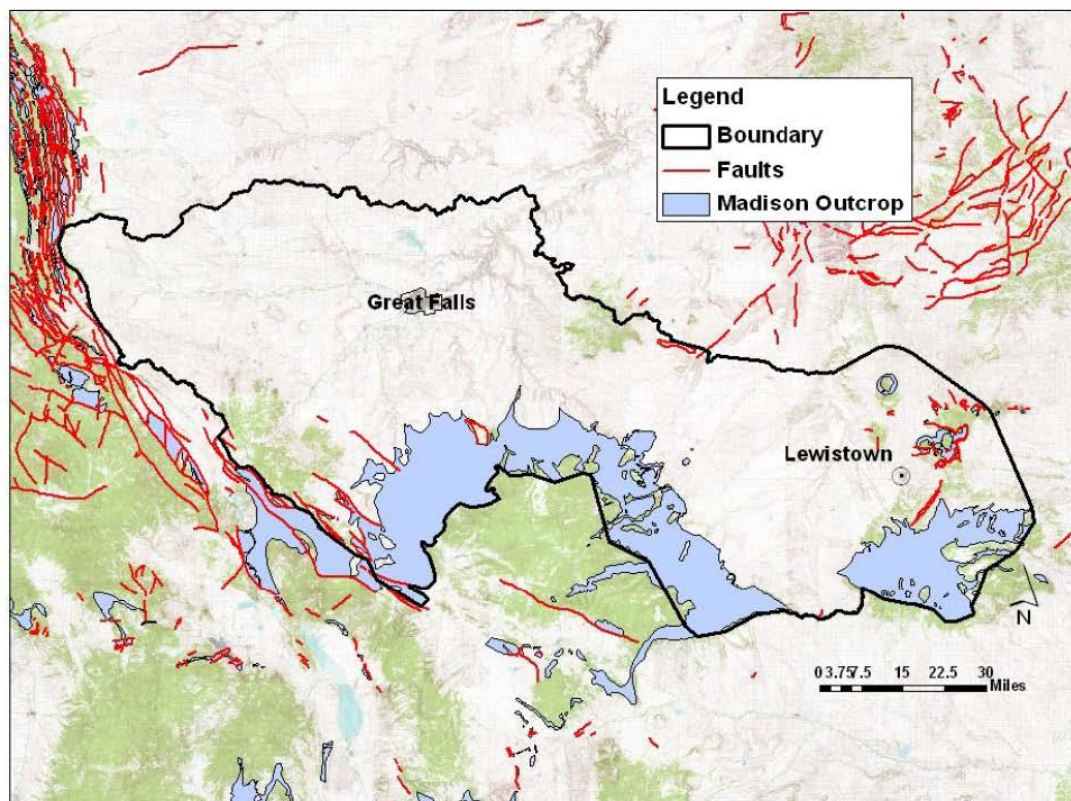 Legend
Boundary
Faults
Madison Outcrop
Great Falls
Lewistown
N
0 3.75 7.5 15 22.5 30
Miles